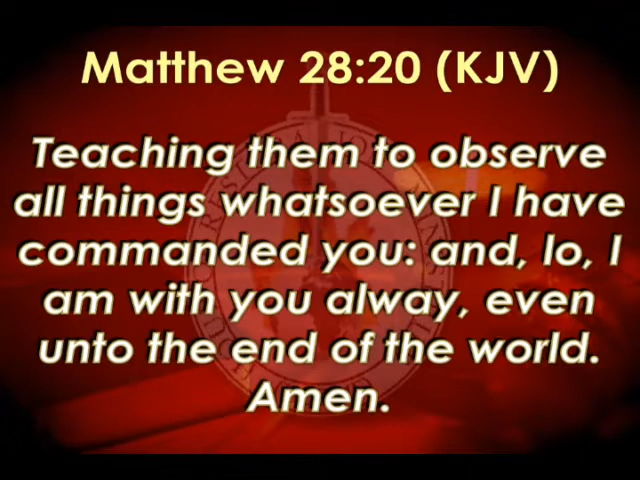 Matthew 28:20 (KJV)
Teaching them to observe
all things whatsoever I have
commanded you: and, lo, I
am with you alway, even
unto the end of the world.
Amen.